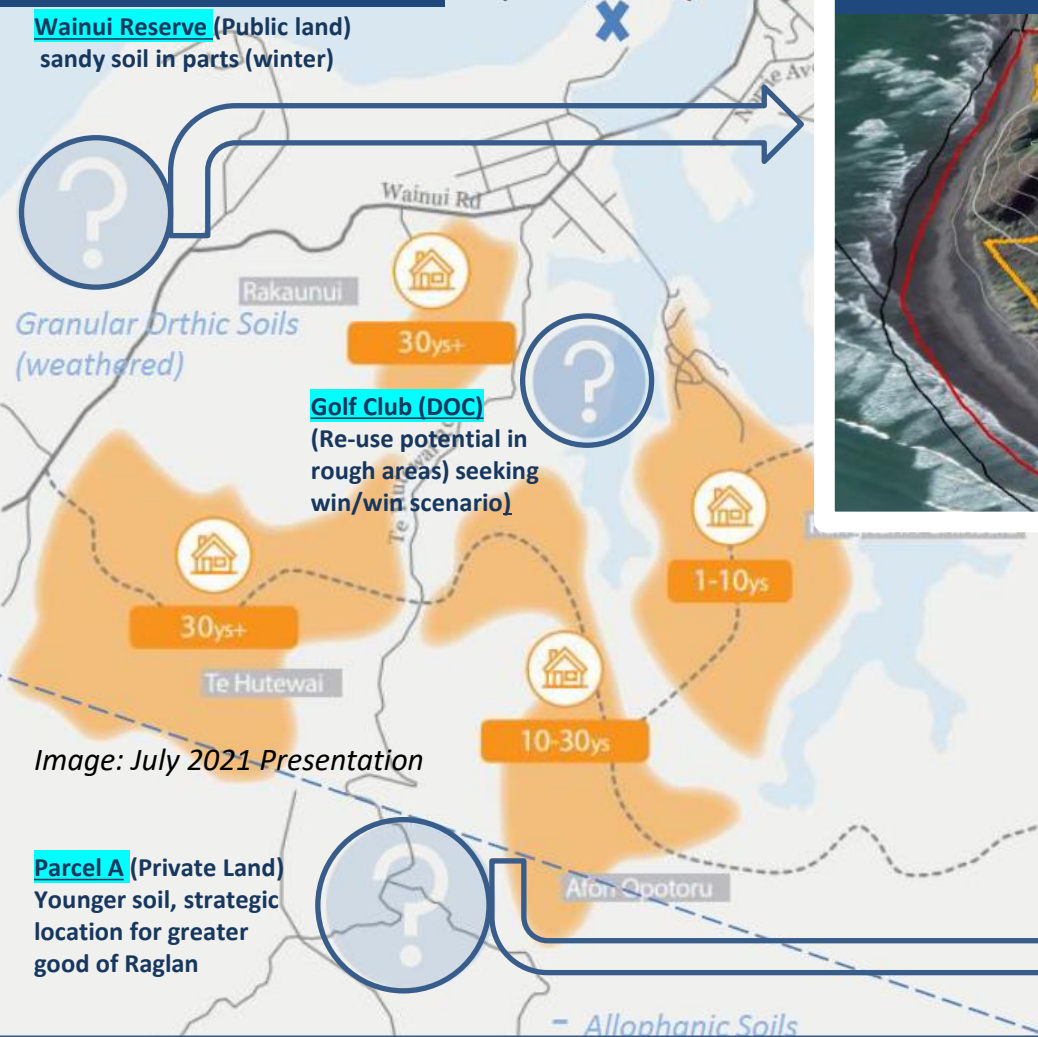 Wainui Reserve (Public land)
sandy soil in parts (winter)
Wainui Rd
Rakaunui
Granular Orthic Soils
(weathered)
30ys+
Golf Club (DOC)
(Re-use potential in
rough areas) seeking
win/win scenario)
1-10ys
30ys+
Te Hutewai
10-30ys
Image: July 2021 Presentation
Parcel A (Private Land)
Younger soil, strategic
location for greater
good of Raglan
Afon Opotoru
- Allophanic Soils